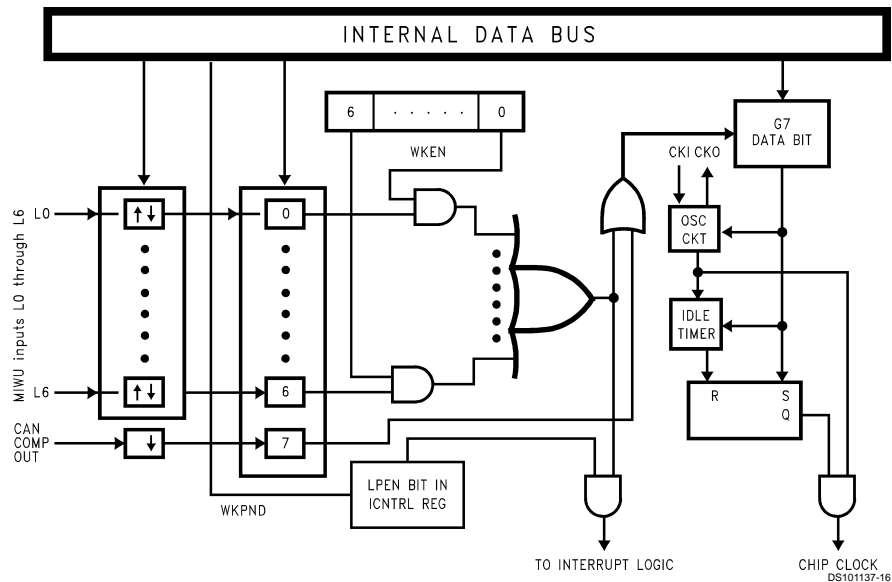 INTERNAL DATA BUS
6 . . . . . 0
WKEN
G7
DATA BIT
CKI CKO
MIWU inputs L0 through L6
L0
0
OSC
CKT
IDLE
TIMER
L6
6
R S
Q
CAN
COMP
OUT
7
LPEN BIT IN
ICNTRL REG
WKPND
TO INTERRUPT LOGIC
CHIP CLOCK
DS101137-16